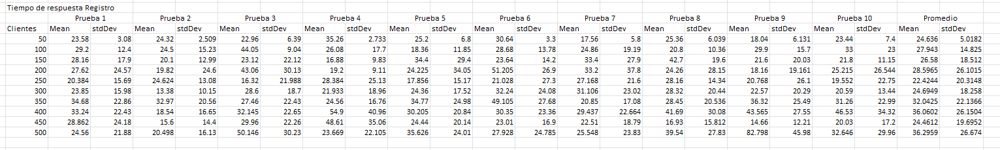 Tiempo de respuesta Registro
Prueba 1 Prueba 2 Prueba 3 Prueba 4 Prueba 5 Prueba 6 Prueba 7 Prueba 8 Prueba 9 Prueba 10 Promedio
Clientes Mean stdDev Mean stdDev Mean stdDev Mean stdDev Mean stdDev Mean stdDev Mean stdDev Mean stdDev Mean stdDev Mean stdDev Mean stdDev
50 23.58 3.08 24.32 2.509 22.96 6.39 35.26 2.733 25.2 6.8 30.64 3.3 17.56 5.8 25.36 6.039 18.04 6.131 23.44 7.4 24.636 5.0182
100 29.2 12.4 24.5 15.23 44.05 9.04 26.08 17.7 18.36 11.85 28.68 13.78 24.86 19.19 20.8 10.36 29.9 15.7 33 23 27.943 14.825
150 28.16 17.9 20.1 12.99 23.12 22.12 16.88 9.83 34.4 29.4 23.64 14.2 33.4 27.9 42.7 19.6 21.6 20.03 21.8 11.15 26.58 18.512
200 27.62 24.57 19.82 24.6 43.06 30.13 19.2 9.11 24.225 34.05 51.205 26.9 33.2 37.8 24.26 28.15 18.16 19.161 25.215 26.544 28.5965 26.1015
250 20.384 15.69 24.624 13.08 16.32 21.988 28.384 25.13 17.856 15.17 21.028 27.3 27.168 21.6 28.16 14.34 20.768 26.1 19.552 22.75 22.4244 20.3148
300 23.85 15.98 13.38 10.15 28.6 18.7 21.933 18.96 24.36 17.52 32.24 24.08 31.106 23.02 28.32 20.44 22.57 20.29 20.59 13.44 24.6949 18.258
350 34.68 22.86 32.97 20.56 27.46 22.43 24.56 16.76 34.77 24.98 49.105 27.68 20.85 17.08 28.45 20.536 36.32 25.49 31.26 22.99 32.0425 22.1366
400 33.24 22.43 18.54 16.65 32.145 22.65 54.9 40.96 30.205 20.84 30.35 23.36 29.437 22.664 41.69 30.08 43.565 27.55 46.53 34.32 36.0602 26.1504
450 28.862 24.18 15.6 14.4 29.96 22.26 48.61 35.06 24.44 20.14 23.01 16.9 22.51 18.79 16.93 15.812 14.66 12.21 20.03 17.2 24.4612 19.6952
500 24.56 21.88 20.498 16.13 50.146 30.23 23.669 22.105 35.626 24.01 27.928 24.785 25.548 23.83 39.54 27.83 82.798 45.98 32.646 29.96 36.2959 26.674